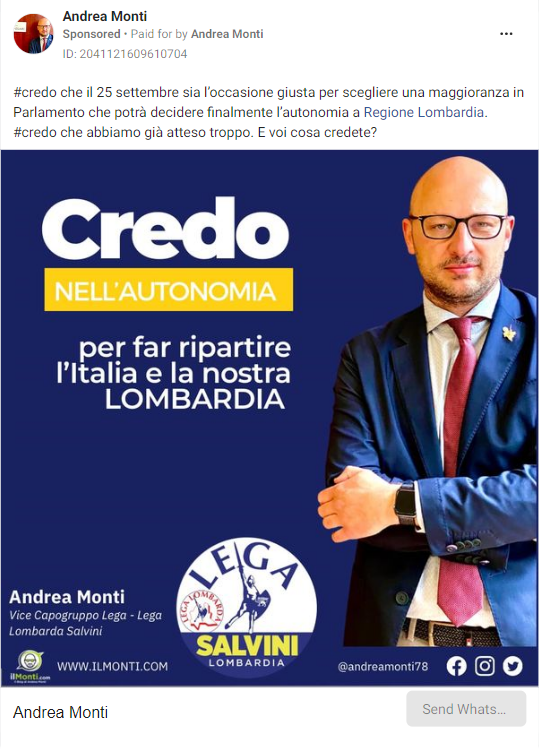 Andrea Monti
Sponsored • Paid for by Andrea Monti
ID: 2041121609610704
#credo che il 25 settembre sia l’occasione giusta per scegliere una maggioranza in
Parlamento che potrà decidere finalmente l’autonomia a Regione Lombardia.
#credo che abbiamo già atteso troppo. E voi cosa credete?
Credo
NELL'AUTONOMIA
per far ripartire
l'Italia e la nostra
LOMBARDIA
Andrea Monti
Vice Capogruppo Lega - Lega
Lombarda Salvini
LEGA
LEGA LOMBARDA
SALVINI
LOMBARDIA
ilMonti.com
WWW.ILMONTI.COM
@andreamonti78
Andrea Monti
Send Whats...